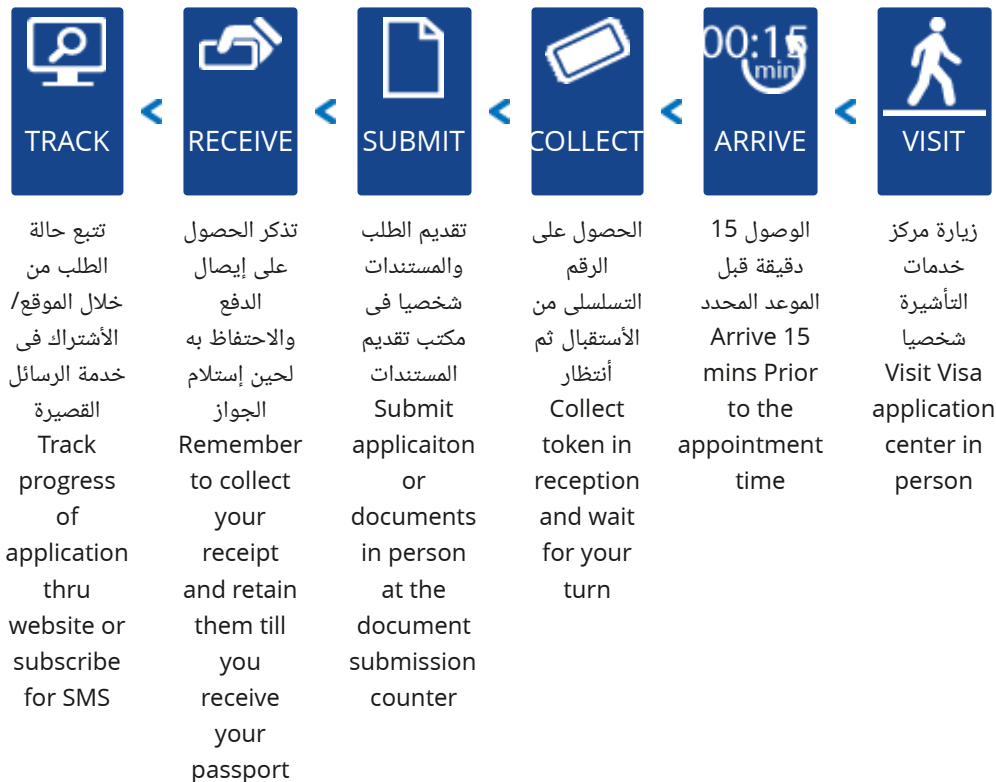 VISIT
زيارة مركز
خدمات
التأشيرة
شخصيا
Visit Visa
application
center in
person
00:15
min
ARRIVE
الوصول 15
دقيقة قبل
الموعد المحدد
Arrive 15
mins Prior
to the
appointment
time
COLLECT
الحصول على
الرقم
التسلسلى من
الأستقبال ثم
أنتظار
Collect
token in
reception
and wait
for your
turn
SUBMIT
تقديم الطلب
والمستندات
شخصيا فى
مكتب تقديم
المستندات
Submit
applicaiton
or
documents
in person
at the
document
submission
counter
RECEIVE
تذكر الحصول
على إيصال
الدفع
والاحتفاظ به
لحين إستلام
الجواز
Remember
to collect
your
receipt
and retain
them till
you
receive
your
passport
TRACK
تتبع حالة
الطلب من
خلال الموقع/
الأشتراك فى
خدمة الرسائل
القصيرة
Track
progress
of
application
thru
website or
subscribe
for SMS